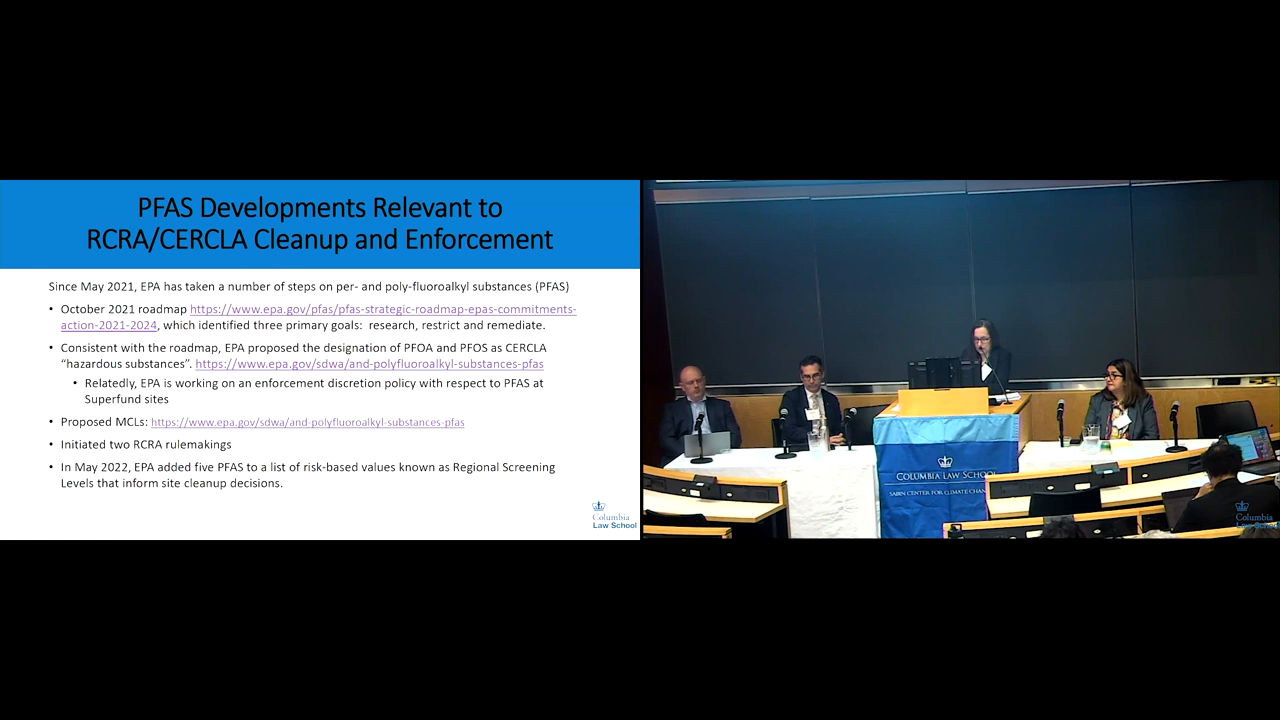 PFAS Developments Relevant to
RCRA/CERCLA Cleanup and Enforcement
Since May 2021, EPA has taken a number of steps on per- and poly-fluoroalkyl substances (PFAS)
• October 2021 roadmap https://www.epa.gov/pfas/pfas-strategic-roadmap-epas-commitments-
action-2021-2024, which identified three primary goals: research, restrict and remediate.
• Consistent with the roadmap, EPA proposed the designation of PFOA and PFOS as CERCLA
“hazardous substances”. https://www.epa.gov/sdwa/and-polyfluoroalkyl-substances-pfas
• Relatedly, EPA is working on an enforcement discretion policy with respect to PFAS at
Superfund sites
• Proposed MCLs: https://www.epa.gov/sdwa/and-polyfluoroalkyl-substances-pfas
• Initiated two RCRA rulemakings
• In May 2022, EPA added five PFAS to a list of risk-based values known as Regional Screening
Levels that inform site cleanup decisions.
Columbia
Law School
COLUMBIA LAW SCHOOL
SABIN CENTER FOR CLIMATE CHAN
Columbia
Law School